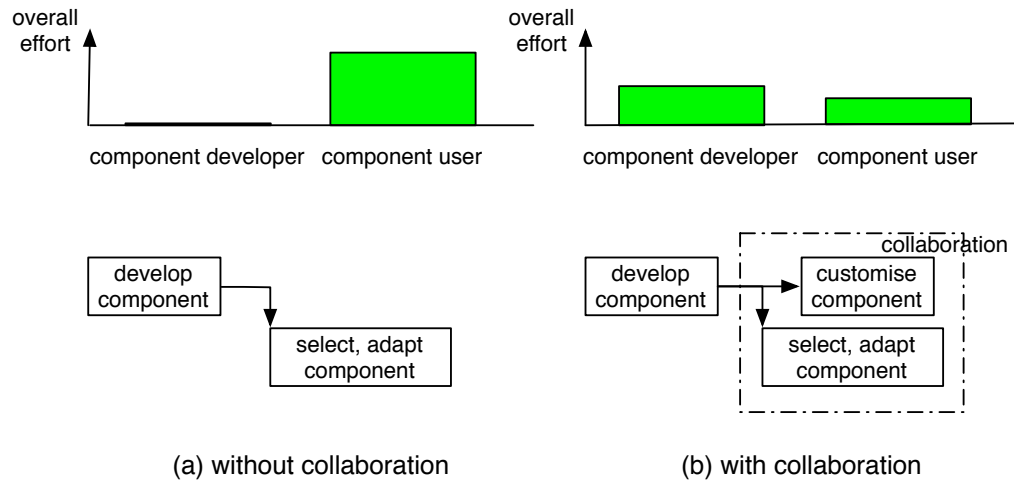 overall
effort
component developer
component user
develop
component
select, adapt
component
(a) without collaboration
overall
effort
component developer
component user
collaboration
develop
component
customise
component
select, adapt
component
(b) with collaboration